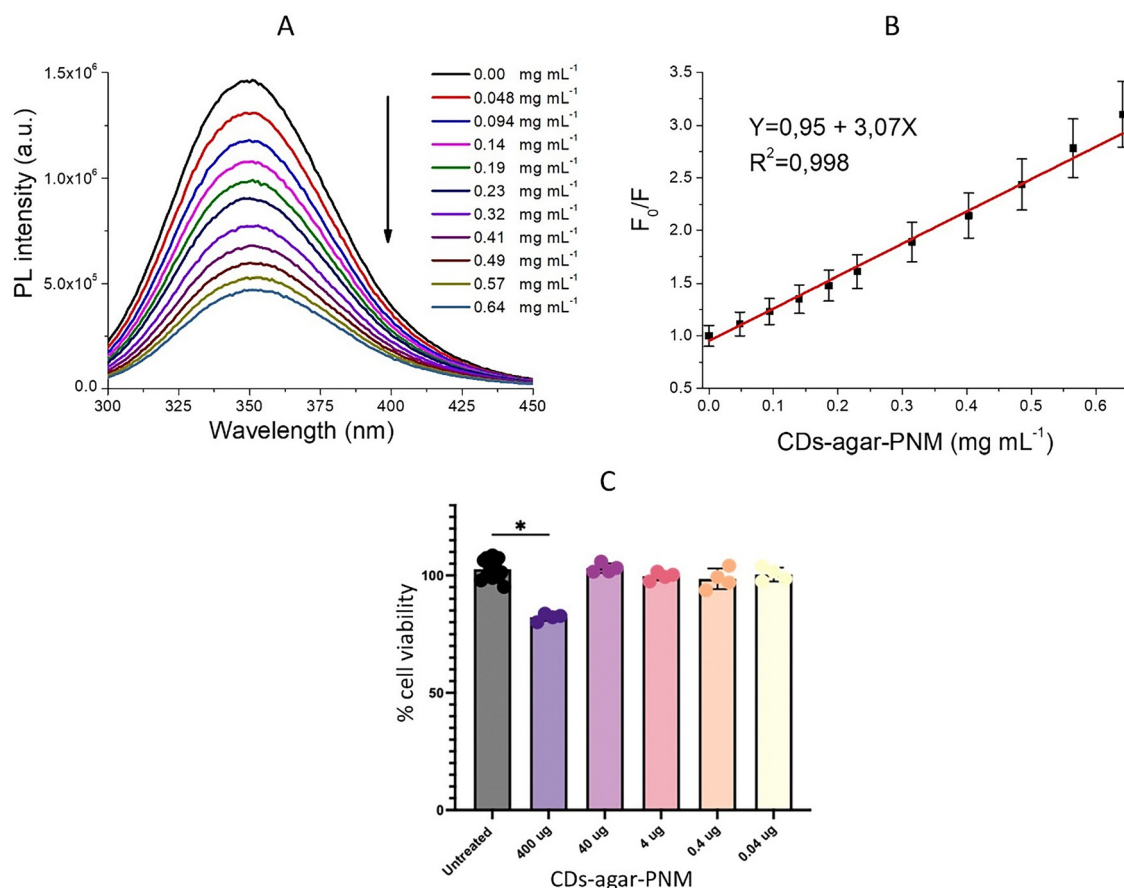 A
PL intensity (a.u.)
1.5x10⁶
1.0x10⁶
5.0x10⁵
0.0
300 325 350 375 400 425 450
Wavelength (nm)
0.00 mg mL⁻¹
0.048 mg mL⁻¹
0.094 mg mL⁻¹
0.14 mg mL⁻¹
0.19 mg mL⁻¹
0.23 mg mL⁻¹
0.32 mg mL⁻¹
0.41 mg mL⁻¹
0.49 mg mL⁻¹
0.57 mg mL⁻¹
0.64 mg mL⁻¹
B
F₀/F
3.5
3.0
2.5
2.0
1.5
1.0
0.5
Y=0,95 + 3,07X
R²=0,998
0.0 0.1 0.2 0.3 0.4 0.5 0.6
CDs-agar-PNM (mg mL⁻¹)
C
% cell viability
100
50
0
*
Untreated 400 ug 40 ug 4 ug 0.4 ug 0.04 ug
CDs-agar-PNM